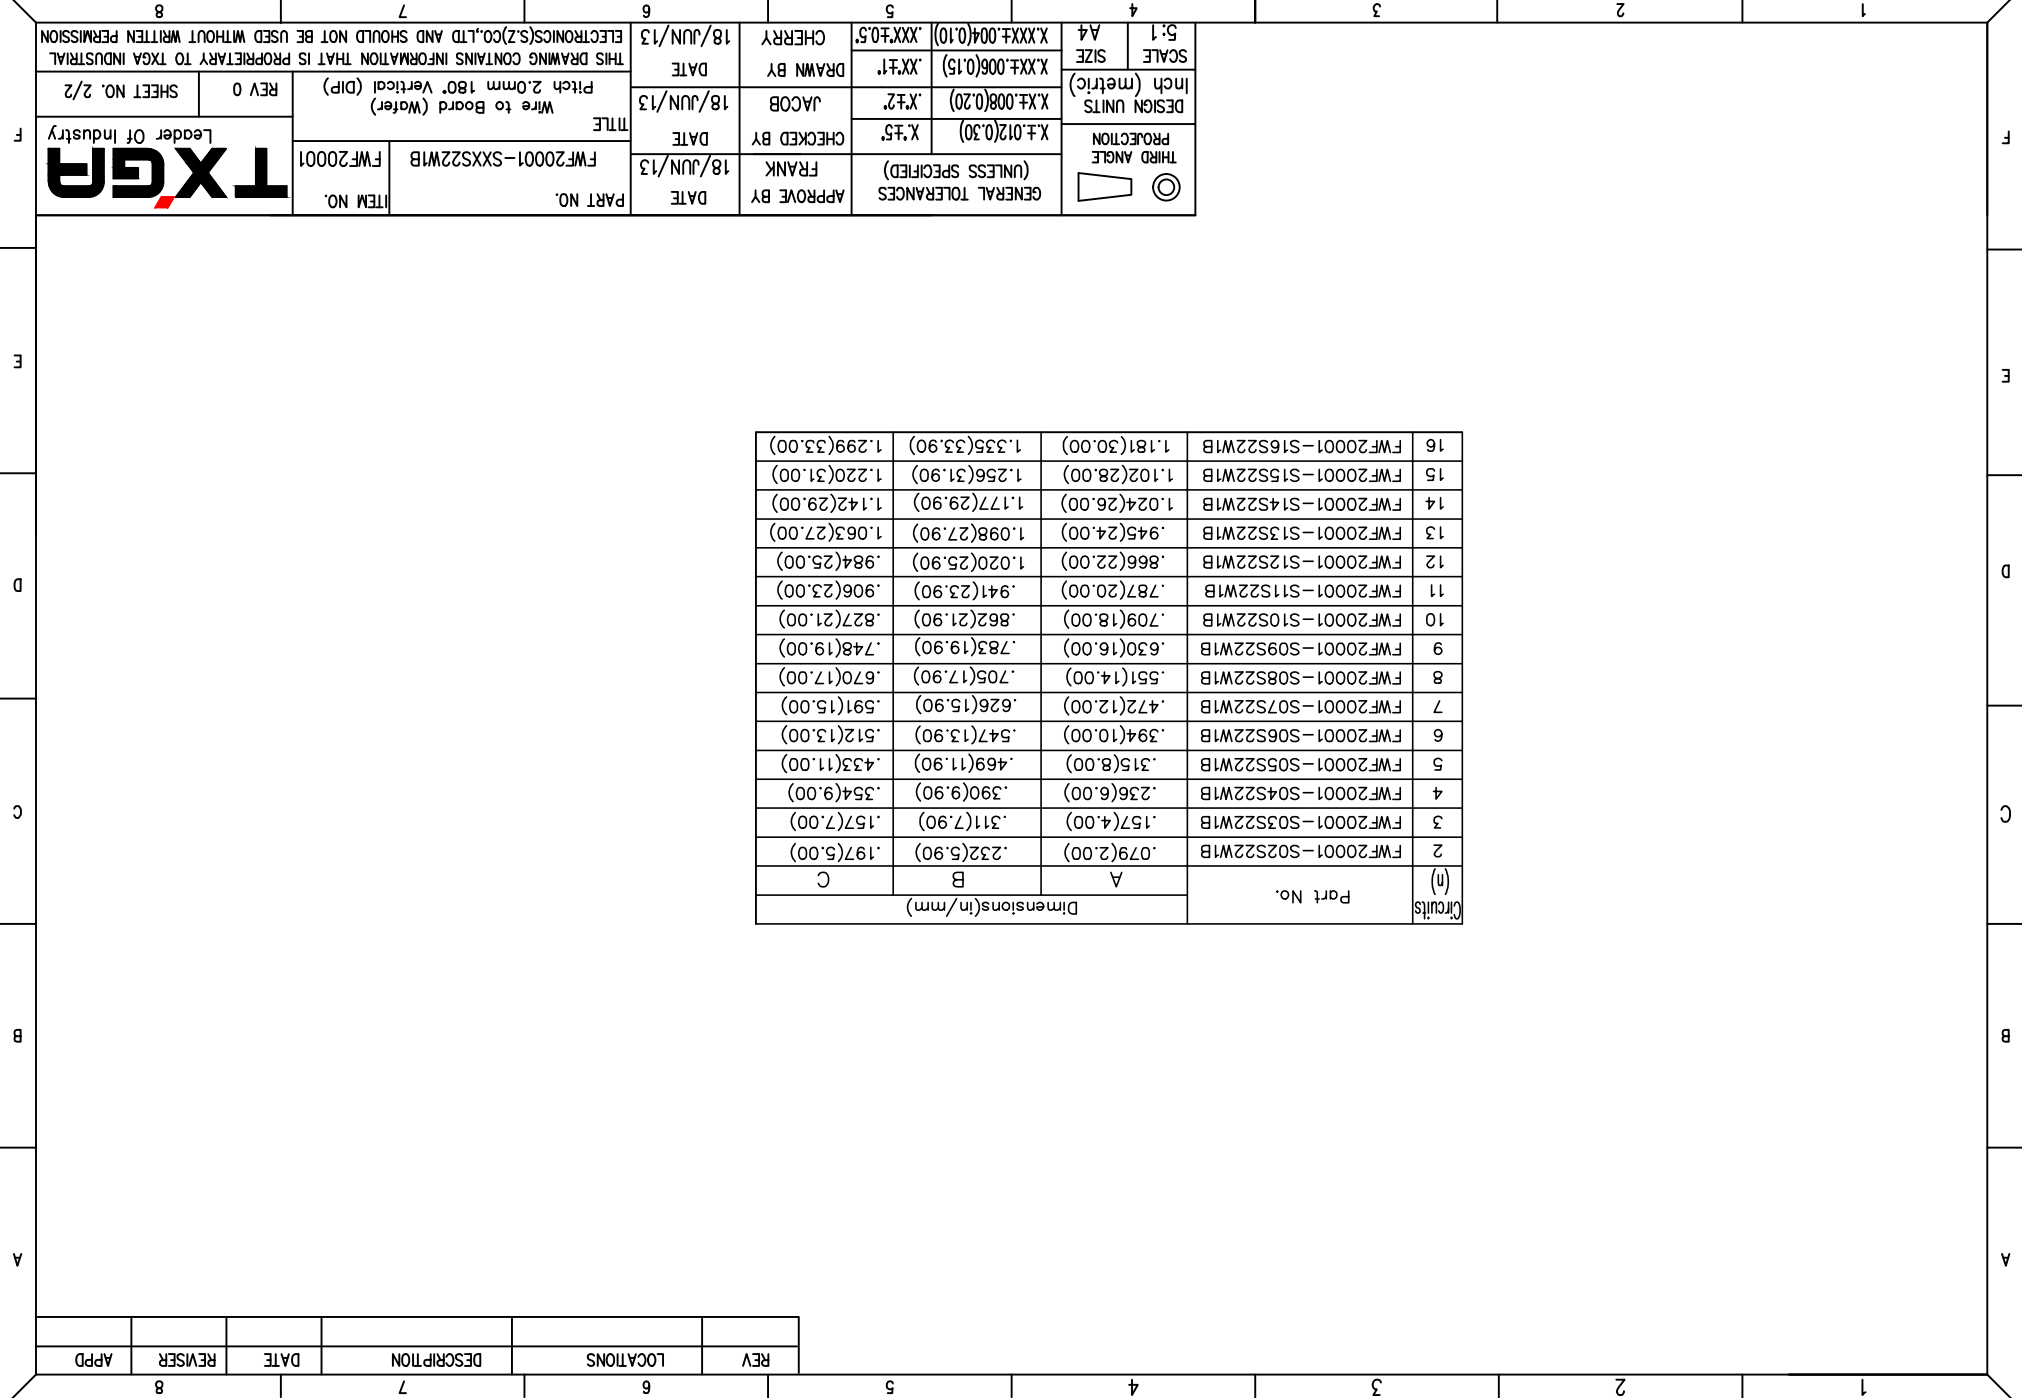 1 2 3 4 5 6 7 8
REV LOCATIONS DESCRIPTION DATE REVISER APPD
A A
B B
C C
D D
E E
F F
Circuits (n) Part No. Dimensions(in/mm)
A B C
2 FWF20001-S02S22W1B .079(2.00) .232(5.90) .197(5.00)
3 FWF20001-S03S22W1B .157(4.00) .311(7.90) .157(7.00)
4 FWF20001-S04S22W1B .236(6.00) .390(9.90) .354(9.00)
5 FWF20001-S05S22W1B .315(8.00) .469(11.90) .433(11.00)
6 FWF20001-S06S22W1B .394(10.00) .547(13.90) .512(13.00)
7 FWF20001-S07S22W1B .472(12.00) .626(15.90) .591(15.00)
8 FWF20001-S08S22W1B .551(14.00) .705(17.90) .670(17.00)
9 FWF20001-S09S22W1B .630(16.00) .783(19.90) .748(19.00)
10 FWF20001-S10S22W1B .709(18.00) .862(21.90) .827(21.00)
11 FWF20001-S11S22W1B .787(20.00) .941(23.90) .906(23.00)
12 FWF20001-S12S22W1B .866(22.00) 1.020(25.90) .984(25.00)
13 FWF20001-S13S22W1B .945(24.00) 1.098(27.90) 1.063(27.00)
14 FWF20001-S14S22W1B 1.024(26.00) 1.177(29.90) 1.142(29.00)
15 FWF20001-S15S22W1B 1.102(28.00) 1.256(31.90) 1.220(31.00)
16 FWF20001-S16S22W1B 1.181(30.00) 1.335(33.90) 1.299(33.00)
THIRD ANGLE
PROJECTION
DESIGN UNITS
Inch (metric)
SCALE SIZE
5:1 A4
GENERAL TOLERANCES
(UNLESS SPECIFIED)
X.±.012(0.30) X.°±5°
X.X±.008(0.20) .X°±2°
X.XX±.006(0.15) .XX°±1°
X.XXX±.004(0.10) .XXX°±0.5°
APPROVE BY DATE
FRANK 18/JUN/13
CHECKED BY DATE
JACOB 18/JUN/13
DRAWN BY DATE
CHERRY 18/JUN/13
PART NO. ITEM NO.
FWF20001-SXXS22W1B FWF20001
TITLE
Wire to Board (Wafer)
Pitch 2.0mm 180° Vertical (DIP)
TXGA
Leader Of Industry
REV 0 SHEET NO. 2/2
THIS DRAWING CONTAINS INFORMATION THAT IS PROPRIETARY TO TXGA INDUSTRIAL
ELECTRONICS(S.Z)CO.,LTD AND SHOULD NOT BE USED WITHOUT WRITTEN PERMISSION
1 2 3 4 5 6 7 8